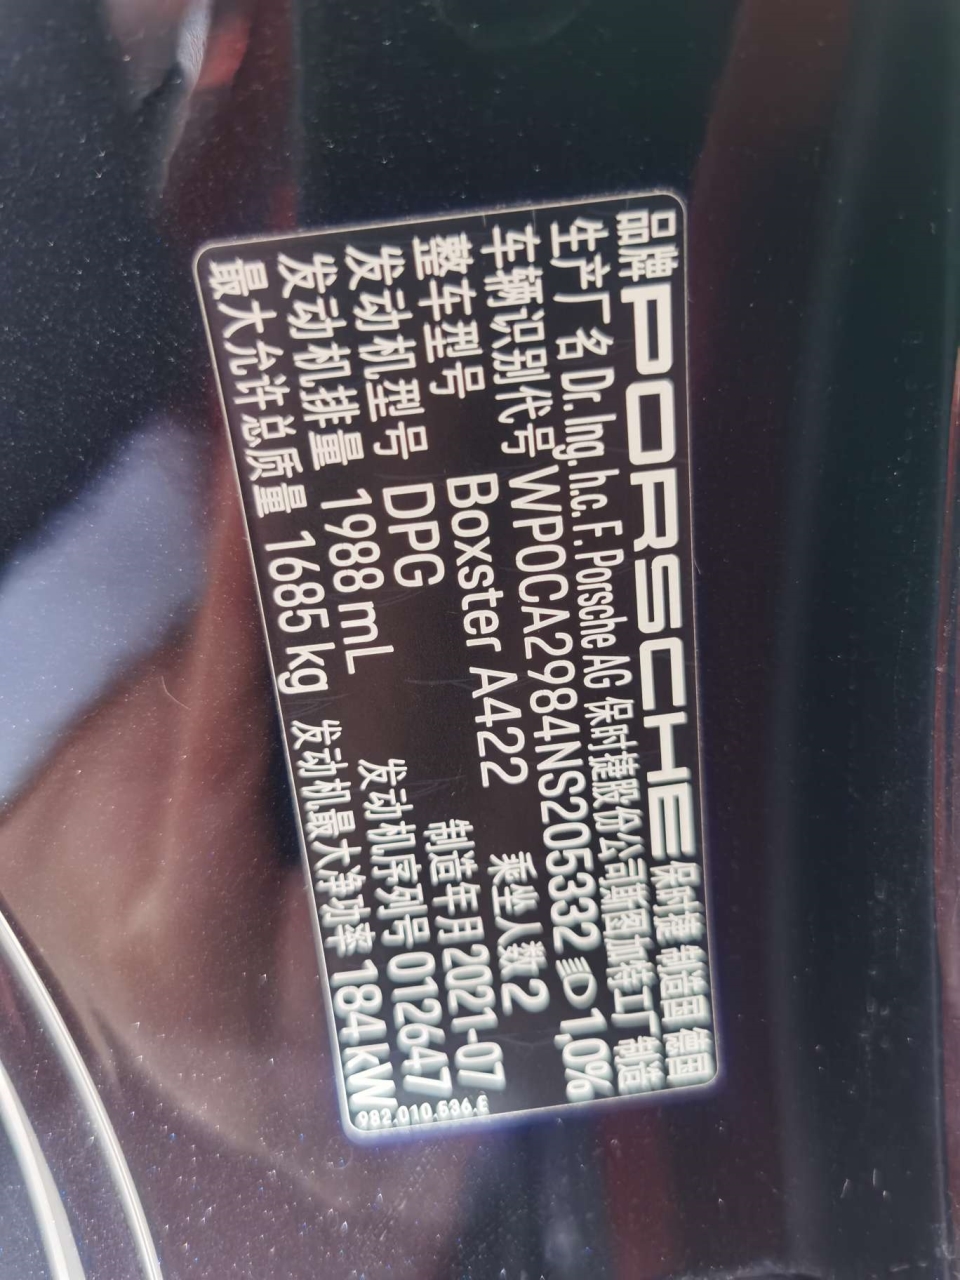 品牌 PORSCHE 保时捷 制造国 德国
生产厂名 Dr. Ing. h.c. F. Porsche AG 保时捷股份公司斯图加特工厂 制造
车辆识别代号 WP0CA2984NS205332 1,0%
整车型号 Boxster A422 乘坐人数 2
发动机型号 DPG 制造年月 2021-07
发动机排量 1988 mL 发动机序列号 012647
最大允许总质量 1685 kg 发动机最大净功率 184 kW
982.010.536.E